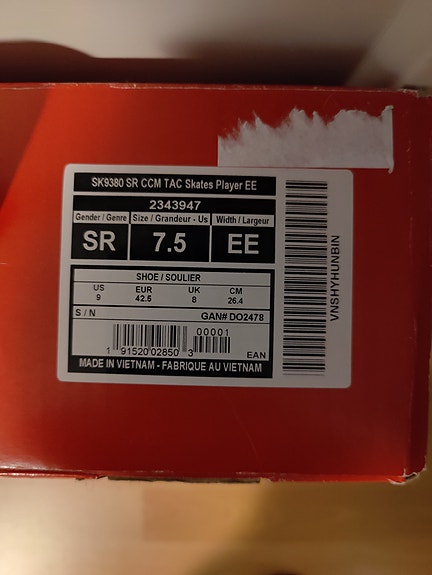 SK9380 SR CCM TAC Skates Player EE
2343947
Gender / Genre Size / Grandeur - Us Width / Largeur
SR 7.5 EE
SHOE / SOULIER
US EUR UK CM
9 42.5 8 26.4
S / N GAN# DO2478
00001
1 91520 02850 3 EAN
MADE IN VIETNAM - FABRIQUE AU VIETNAM
VNSHYHUNBIN